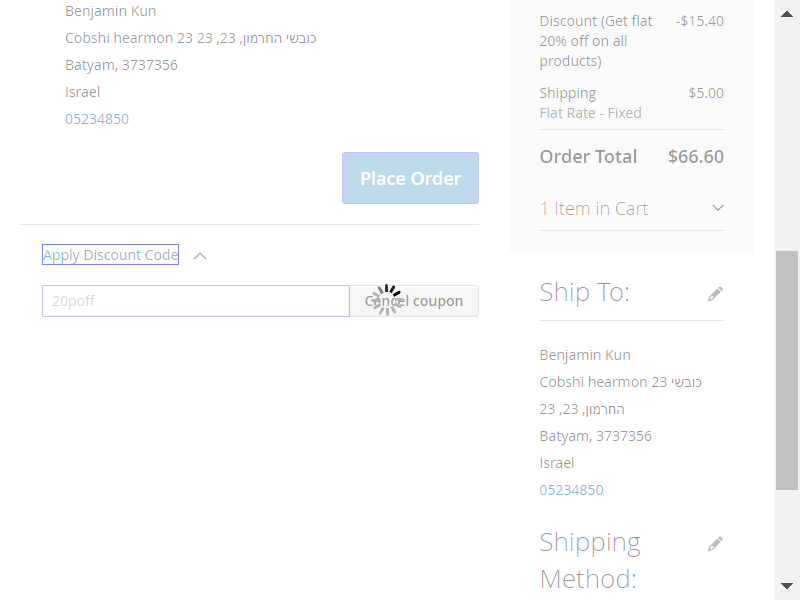 Benjamin Kun
Cobshi hearmon 23 כובשי החרמון, 23, 23
Batyam, 3737356
Israel
05234850
Place Order
Apply Discount Code
20poff
Cancel coupon
Discount (Get flat 20% off on all products) -$15.40
Shipping $5.00
Flat Rate - Fixed
Order Total $66.60
1 Item in Cart
Ship To:
Benjamin Kun
Cobshi hearmon 23 כובשי
החרמון, 23, 23
Batyam, 3737356
Israel
05234850
Shipping
Method: